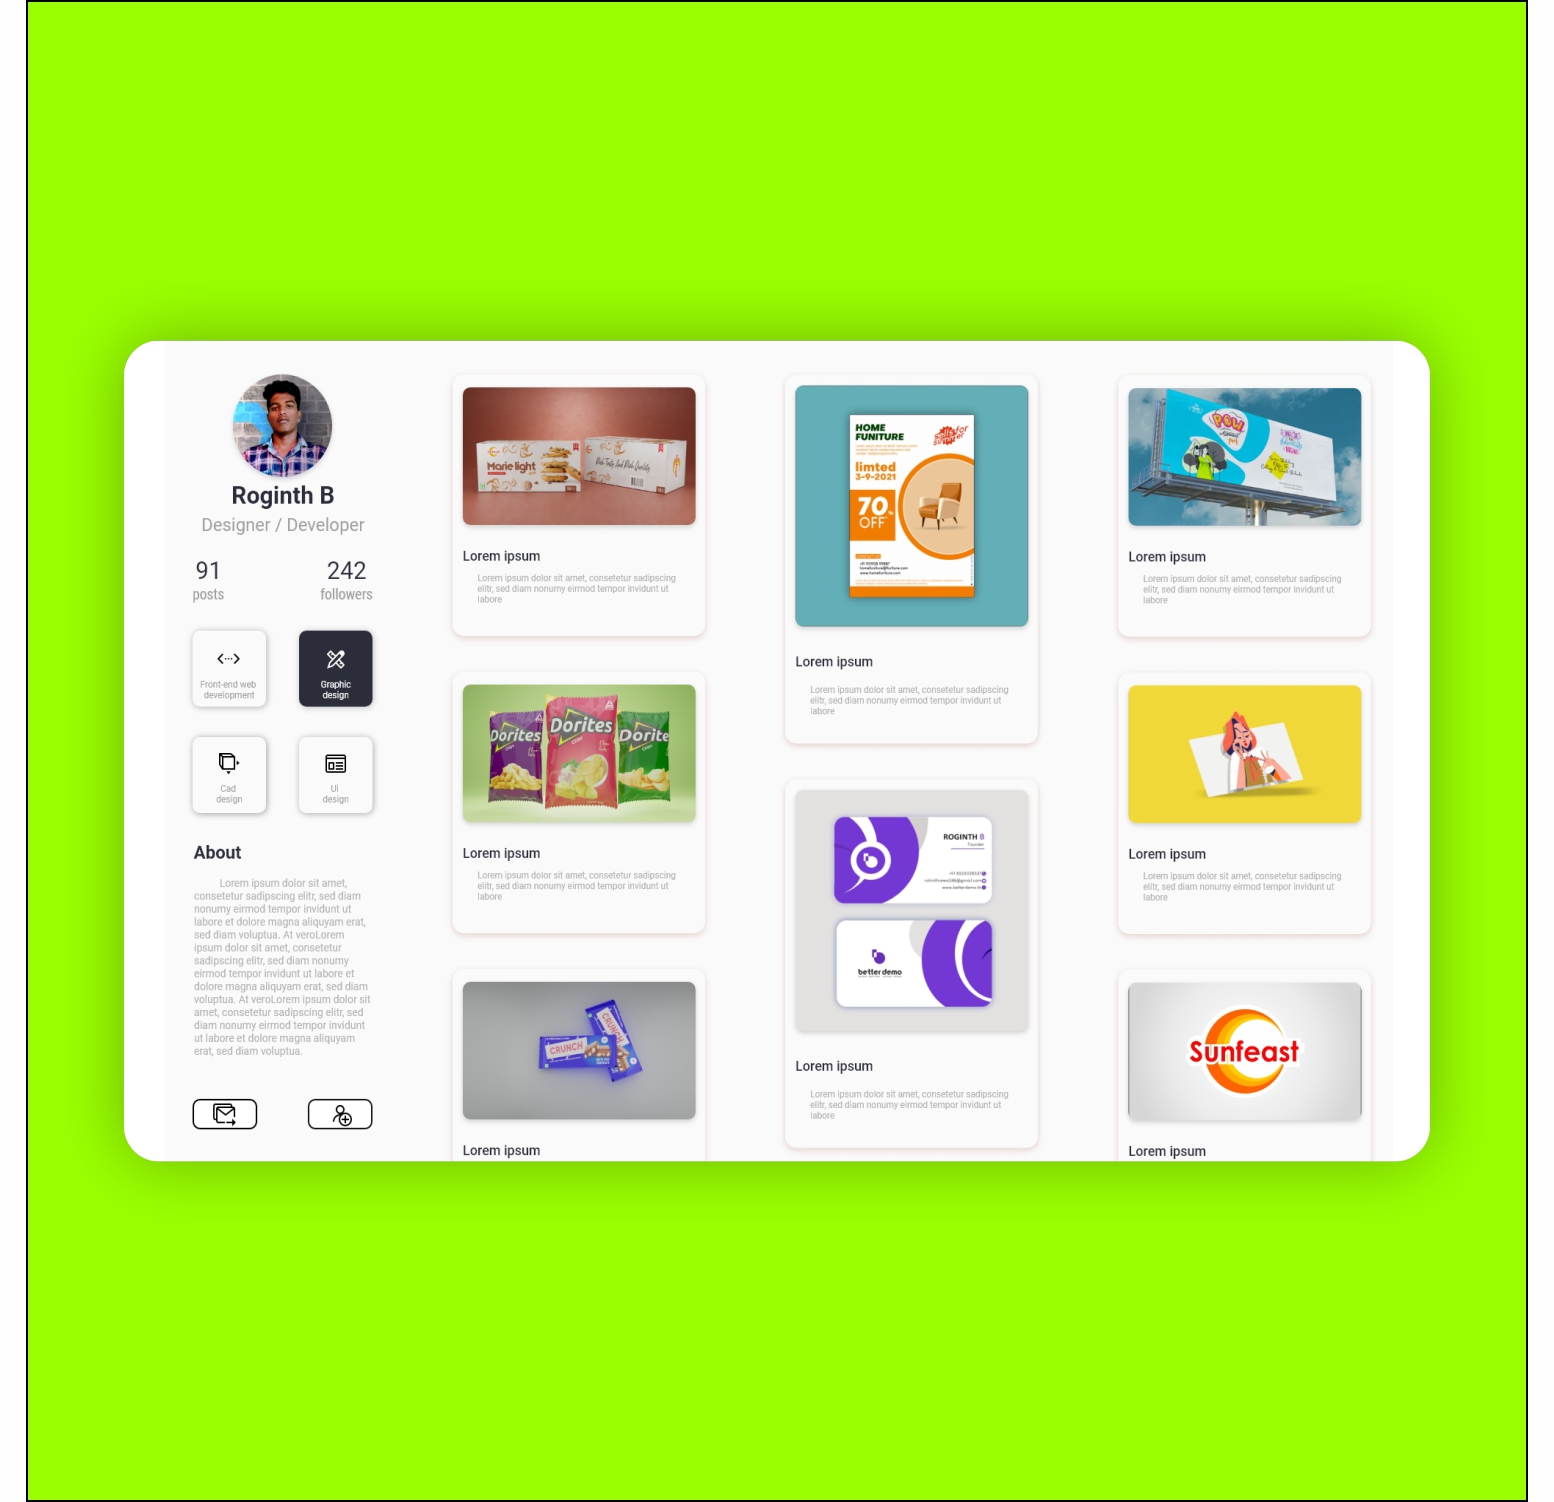 Roginth B
Designer / Developer
91
posts
242
followers
Front-end web
development
Graphic
design
Cad
design
Ui
design
About
Lorem ipsum dolor sit amet,
consetetur sadipscing elitr, sed diam
nonumy eirmod tempor invidunt ut
labore et dolore magna aliquyam erat,
sed diam voluptua. At veroLorem
ipsum dolor sit amet, consetetur
sadipscing elitr, sed diam nonumy
eirmod tempor invidunt ut labore et
dolore magna aliquyam erat, sed diam
voluptua. At veroLorem ipsum dolor sit
amet, consetetur sadipscing elitr, sed
diam nonumy eirmod tempor invidunt
ut labore et dolore magna aliquyam
erat, sed diam voluptua.
Marie light
Lorem ipsum
Lorem ipsum dolor sit amet, consetetur sadipscing
elitr, sed diam nonumy eirmod tempor invidunt ut
labore
Dorites
Chips
Dorites
Chips
Dorite
Chips
Lorem ipsum
Lorem ipsum dolor sit amet, consetetur sadipscing
elitr, sed diam nonumy eirmod tempor invidunt ut
labore
CRUNCH
CRUNCH
Lorem ipsum
HOME
FUNITURE
limted
3-9-2021
70%
OFF
Lorem ipsum
Lorem ipsum dolor sit amet, consetetur sadipscing
elitr, sed diam nonumy eirmod tempor invidunt ut
labore
ROGINTH B
Founder
better demo
Lorem ipsum
Lorem ipsum dolor sit amet, consetetur sadipscing
elitr, sed diam nonumy eirmod tempor invidunt ut
labore
POW
Lorem ipsum
Lorem ipsum dolor sit amet, consetetur sadipscing
elitr, sed diam nonumy eirmod tempor invidunt ut
labore
Lorem ipsum
Lorem ipsum dolor sit amet, consetetur sadipscing
elitr, sed diam nonumy eirmod tempor invidunt ut
labore
Sunfeast
Lorem ipsum